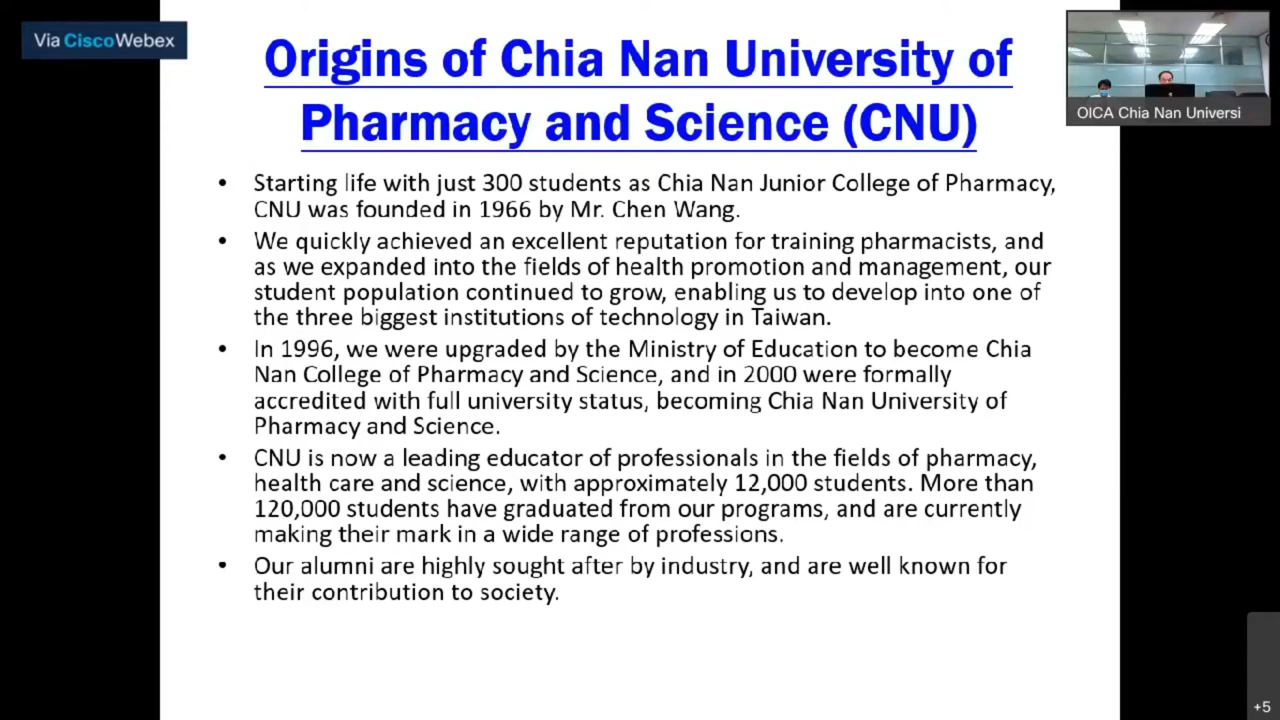 Via CiscoWebex
Origins of Chia Nan University of
Pharmacy and Science (CNU)
OICA Chia Nan Universi
• Starting life with just 300 students as Chia Nan Junior College of Pharmacy,
CNU was founded in 1966 by Mr. Chen Wang.
• We quickly achieved an excellent reputation for training pharmacists, and
as we expanded into the fields of health promotion and management, our
student population continued to grow, enabling us to develop into one of
the three biggest institutions of technology in Taiwan.
• In 1996, we were upgraded by the Ministry of Education to become Chia
Nan College of Pharmacy and Science, and in 2000 were formally
accredited with full university status, becoming Chia Nan University of
Pharmacy and Science.
• CNU is now a leading educator of professionals in the fields of pharmacy,
health care and science, with approximately 12,000 students. More than
120,000 students have graduated from our programs, and are currently
making their mark in a wide range of professions.
• Our alumni are highly sought after by industry, and are well known for
their contribution to society.
+5